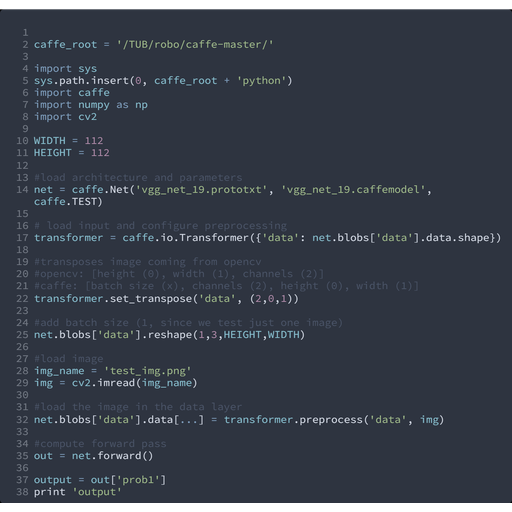 1
2 caffe_root = '/TUB/robo/caffe-master/'
3
4 import sys
5 sys.path.insert(0, caffe_root + 'python')
6 import caffe
7 import numpy as np
8 import cv2
9
10 WIDTH = 112
11 HEIGHT = 112
12
13 #load architecture and parameters
14 net = caffe.Net('vgg_net_19.prototxt', 'vgg_net_19.caffemodel',
caffe.TEST)
15
16 # load input and configure preprocessing
17 transformer = caffe.io.Transformer({'data': net.blobs['data'].data.shape})
18
19 #transposes image coming from opencv
20 #opencv: [height (0), width (1), channels (2)]
21 #caffe: [batch size (x), channels (2), height (0), width (1)]
22 transformer.set_transpose('data', (2,0,1))
23
24 #add batch size (1, since we test just one image)
25 net.blobs['data'].reshape(1,3,HEIGHT,WIDTH)
26
27 #load image
28 img_name = 'test_img.png'
29 img = cv2.imread(img_name)
30
31 #load the image in the data layer
32 net.blobs['data'].data[...] = transformer.preprocess('data', img)
33
34 #compute forward pass
35 out = net.forward()
36
37 output = out['prob1']
38 print 'output'